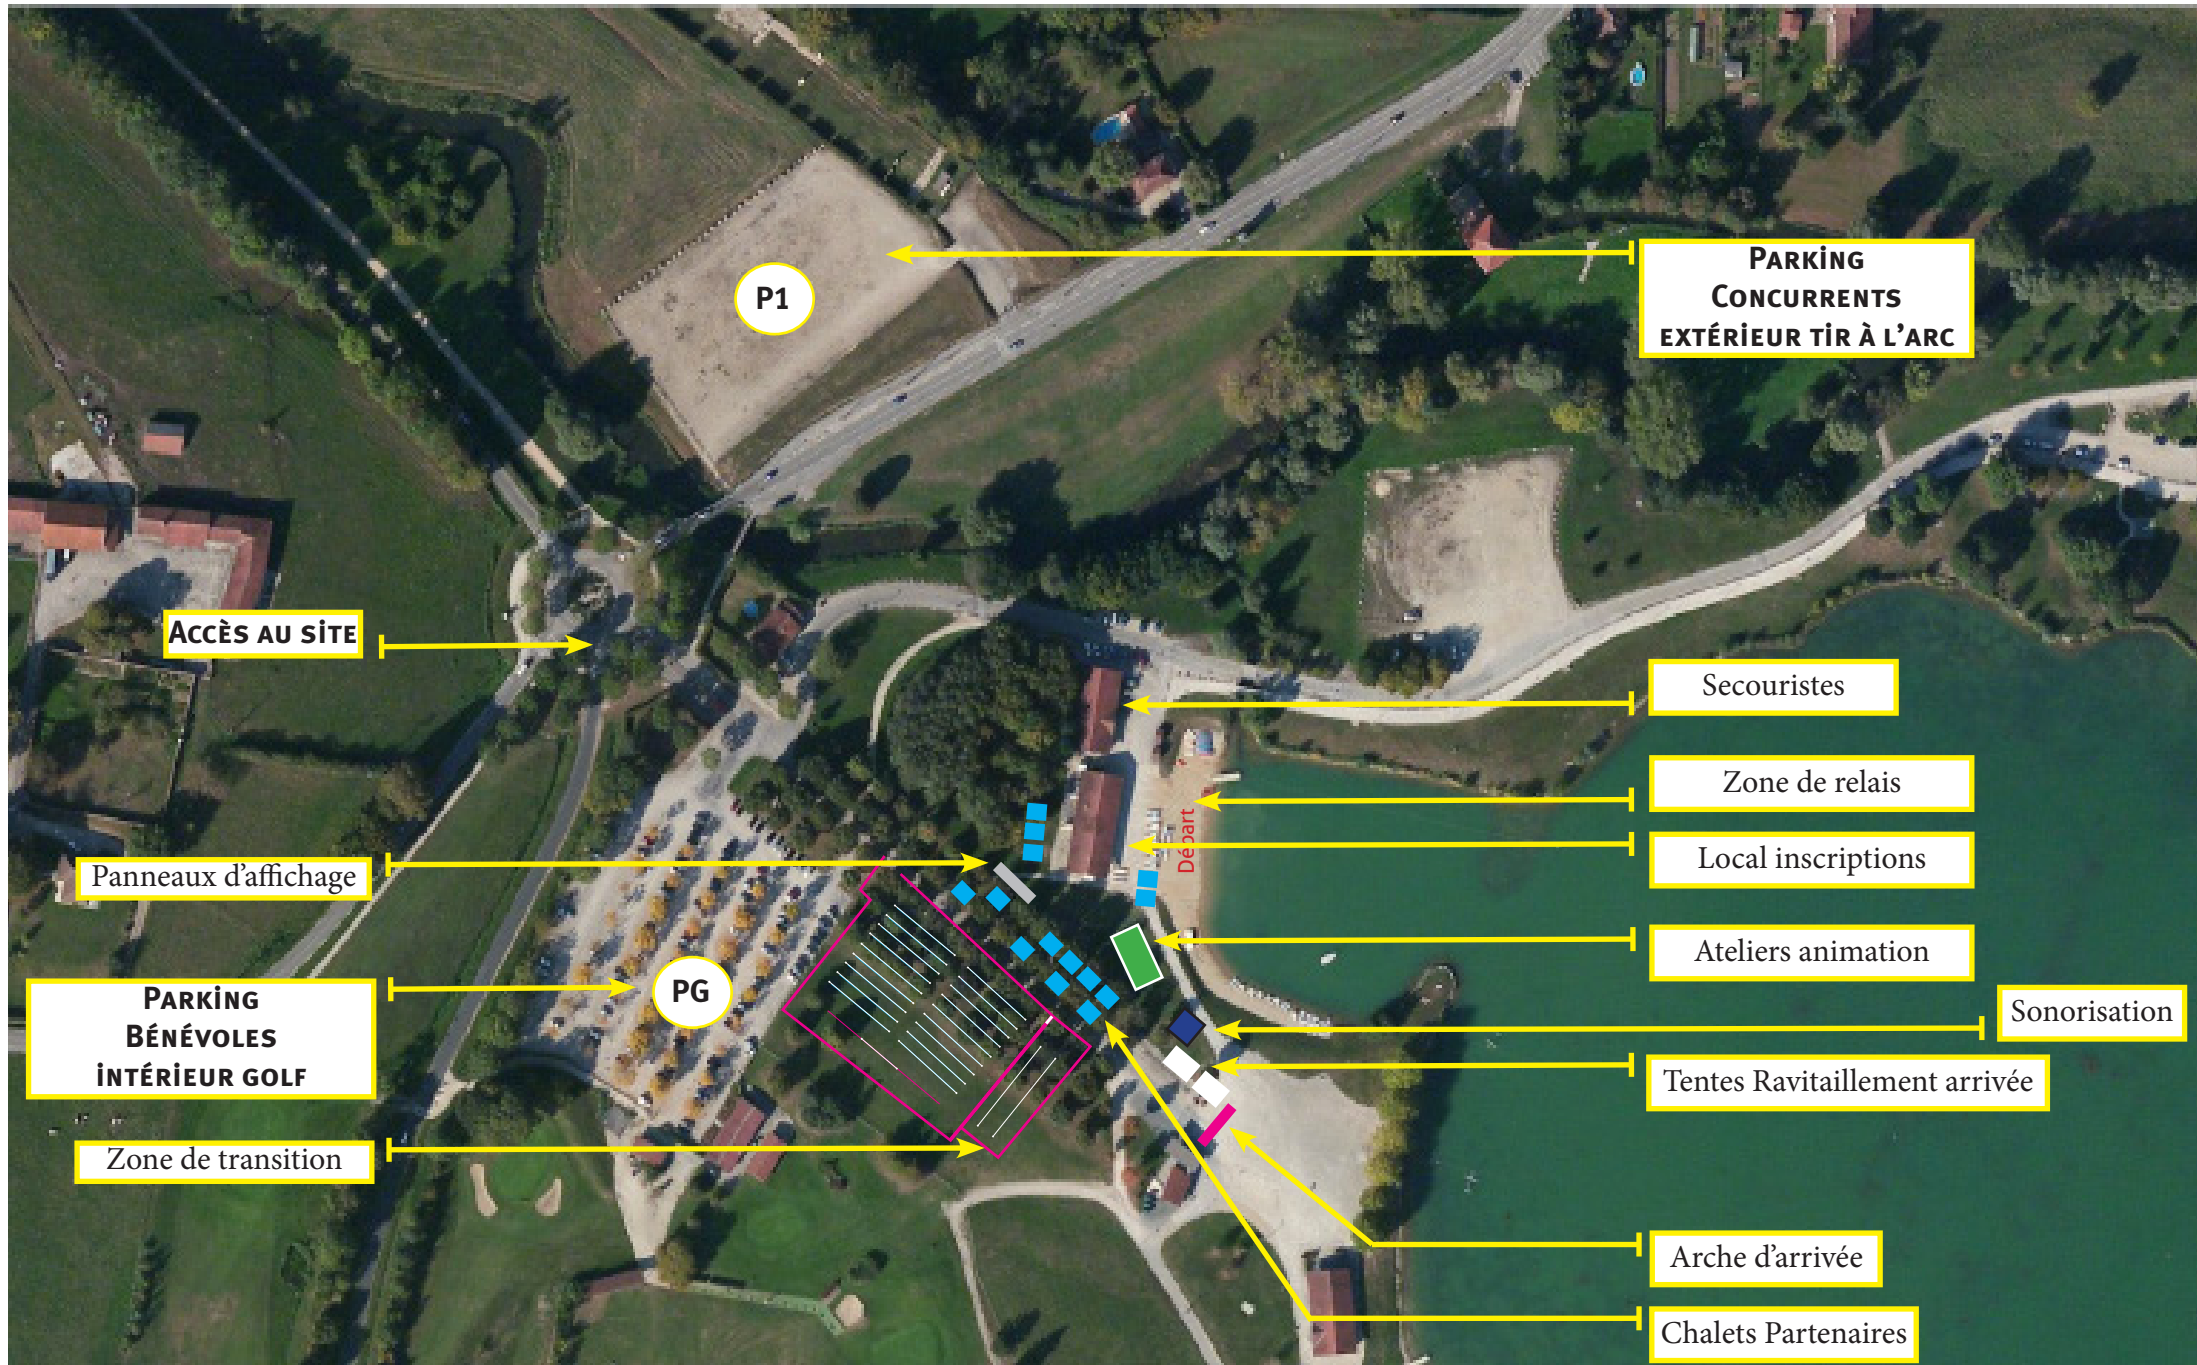 P1
PARKING
CONCURRENTS
EXTÉRIEUR TIR À L'ARC
ACCÈS AU SITE
Secouristes
Zone de relais
Départ
Local inscriptions
Panneaux d'affichage
Ateliers animation
PARKING
BÉNÉVOLES
INTÉRIEUR GOLF
PG
Sonorisation
Tentes Ravitaillement arrivée
Zone de transition
Arche d'arrivée
Chalets Partenaires